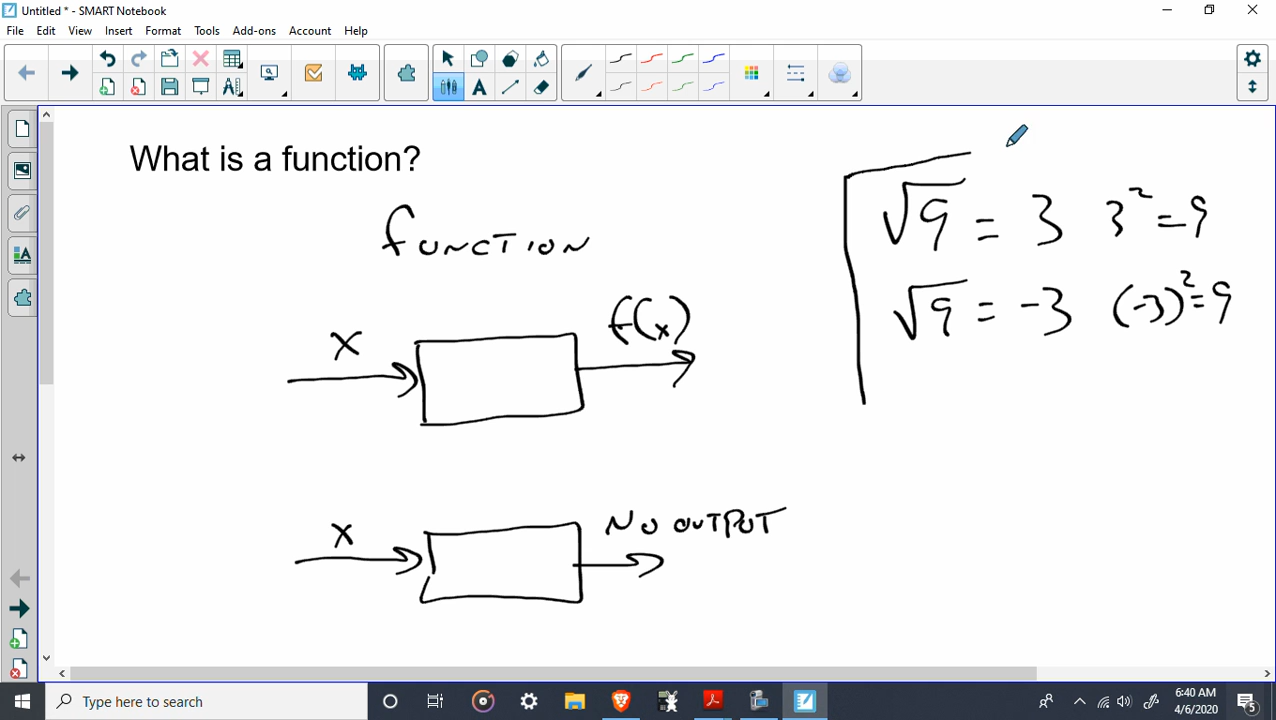 Untitled * - SMART Notebook
File Edit View Insert Format Tools Add-ons Account Help
What is a function?
fUNCTION
X
f(x)
X
NO OUTPUT
√9 = 3 3² = 9
√9 = -3 (-3)² = 9
Type here to search
6:40 AM
4/6/2020
5